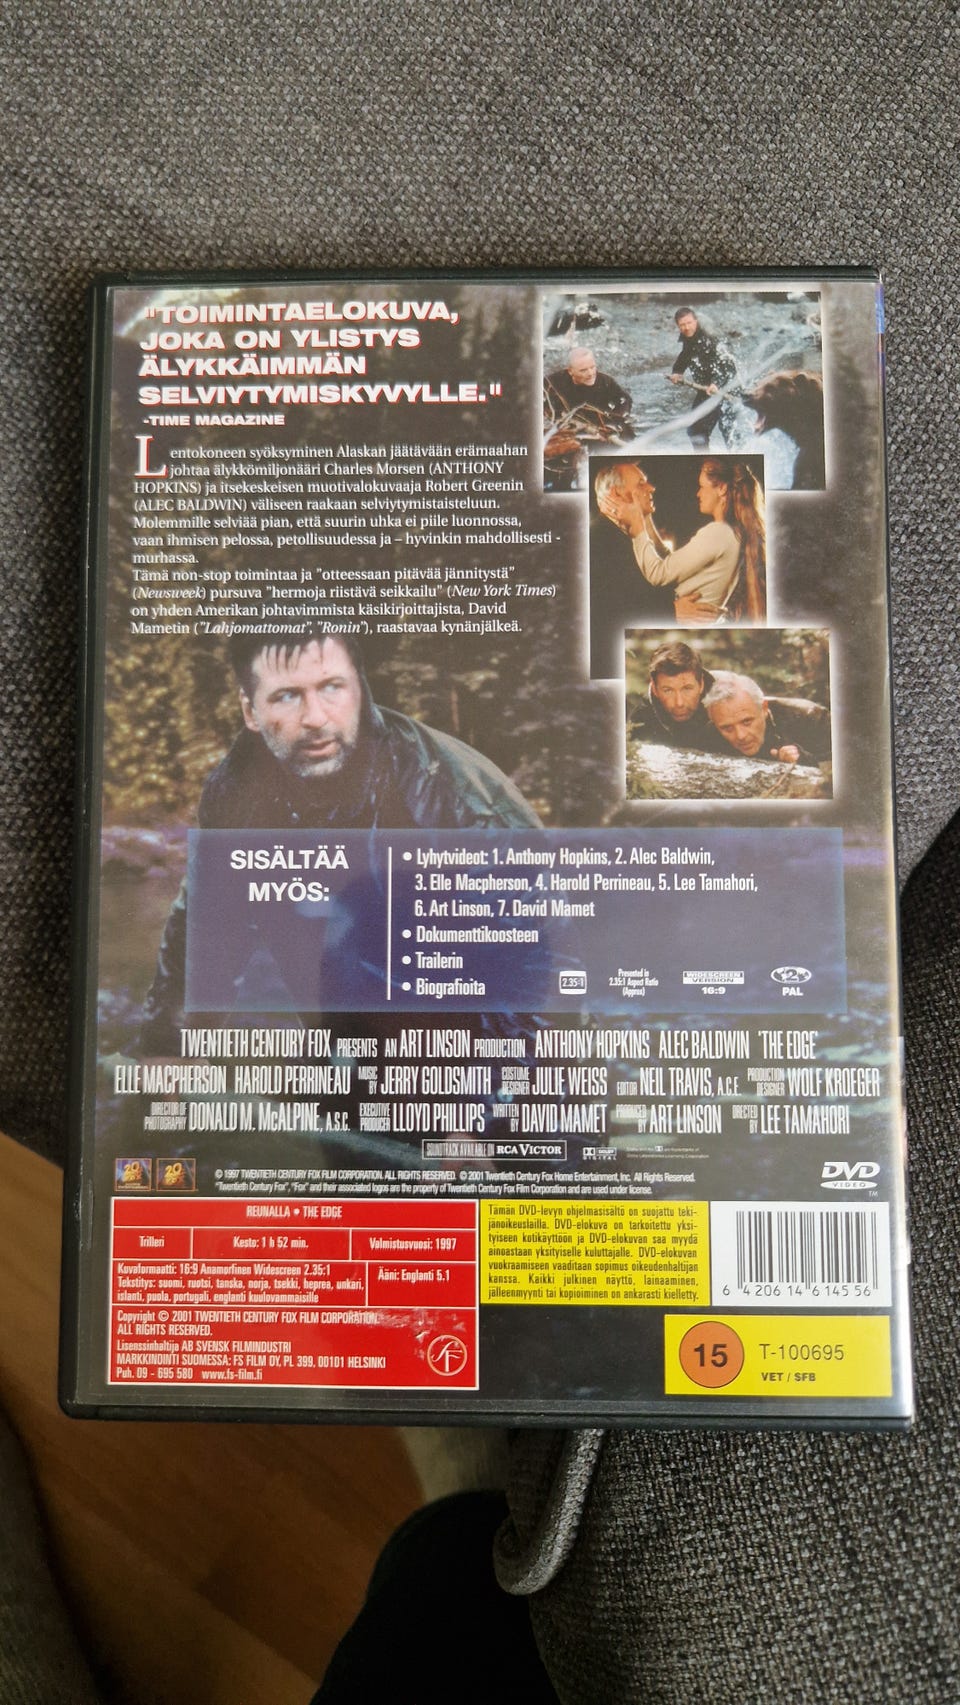 "TOIMINTAELOKUVA,
JOKA ON YLISTYS
ÄLYKKÄIMMÄN
SELVIYTYMISKYVYLLE."
-TIME MAGAZINE
Lentokoneen syöksyminen Alaskan jäätävään erämaahan
johtaa älykkömiljonääri Charles Morsen (ANTHONY
HOPKINS) ja itsekeskeisen muotivalokuvaaja Robert Greenin
(ALEC BALDWIN) väliseen raakaan selviytymistaisteluun.
Molemmille selviää pian, että suurin uhka ei piile luonnossa,
vaan ihmisen pelossa, petollisuudessa ja – hyvinkin mahdollisesti -
murhassa.
Tämä non-stop toimintaa ja "otteessaan pitävää jännitystä"
(Newsweek) pursuva "hermoja riistävä seikkailu" (New York Times)
on yhden Amerikan johtavimmista käsikirjoittajista, David
Mametin ("Lahjomattomat", "Ronin"), raastavaa kynänjälkeä.
SISÄLTÄÄ
MYÖS:
• Lyhytvideot: 1. Anthony Hopkins, 2. Alec Baldwin,
3. Elle Macpherson, 4. Harold Perrineau, 5. Lee Tamahori,
6. Art Linson, 7. David Mamet
• Dokumenttikoosteen
• Trailerin
• Biografioita
2.35:1
Presented in
2.35:1 Aspect Ratio
(Approx)
WIDESCREEN
VERSION
16:9
2
PAL
TWENTIETH CENTURY FOX PRESENTS AN ART LINSON PRODUCTION ANTHONY HOPKINS ALEC BALDWIN 'THE EDGE'
ELLE MACPHERSON HAROLD PERRINEAU MUSIC BY JERRY GOLDSMITH COSTUME DESIGNER JULIE WEISS EDITOR NEIL TRAVIS, A.C.E. PRODUCTION DESIGNER WOLF KROEGER
DIRECTOR OF PHOTOGRAPHY DONALD M. McALPINE, A.S.C. EXECUTIVE PRODUCER LLOYD PHILLIPS WRITTEN BY DAVID MAMET PRODUCED BY ART LINSON DIRECTED BY LEE TAMAHORI
SOUNDTRACK AVAILABLE ON RCA VICTOR
DOLBY
DIGITAL
© 1997 TWENTIETH CENTURY FOX FILM CORPORATION. ALL RIGHTS RESERVED. © 2001 Twentieth Century Fox Home Entertainment, Inc. All Rights Reserved.
"Twentieth Century Fox", "Fox" and their associated logos are the property of Twentieth Century Fox Film Corporation and are used under license.
DVD
VIDEO
TM
REUNALLA • THE EDGE
Trilleri
Kesto: 1 h 52 min.
Valmistusvuosi: 1997
Kuvaformaatti: 16:9 Anamorfinen Widescreen 2.35:1
Tekstitys: suomi, ruotsi, tanska, norja, tsekki, heprea, unkari,
islanti, puola, portugali, englanti kuulovammaisille
Ääni: Englanti 5.1
Copyright © 2001 TWENTIETH CENTURY FOX FILM CORPORATION.
ALL RIGHTS RESERVED.
Lisenssinhaltija AB SVENSK FILMINDUSTRI
MARKKINOINTI SUOMESSA: FS FILM OY, PL 399, 00101 HELSINKI
Puh. 09 - 695 580 www.fs-film.fi
SF
Tämän DVD-levyn ohjelmasisältö on suojattu teki-
jänoikeuslailla. DVD-elokuva on tarkoitettu yksi-
tyiseen kotikäyttöön ja DVD-elokuvan saa myydä
ainoastaan yksityiselle kuluttajalle. DVD-elokuvan
vuokraamiseen vaaditaan sopimus oikeudenhaltijan
kanssa. Kaikki julkinen näyttö, lainaaminen,
jälleenmyynti tai kopioiminen on ankarasti kielletty.
6 420614 614556
15
T-100695
VET / SFB